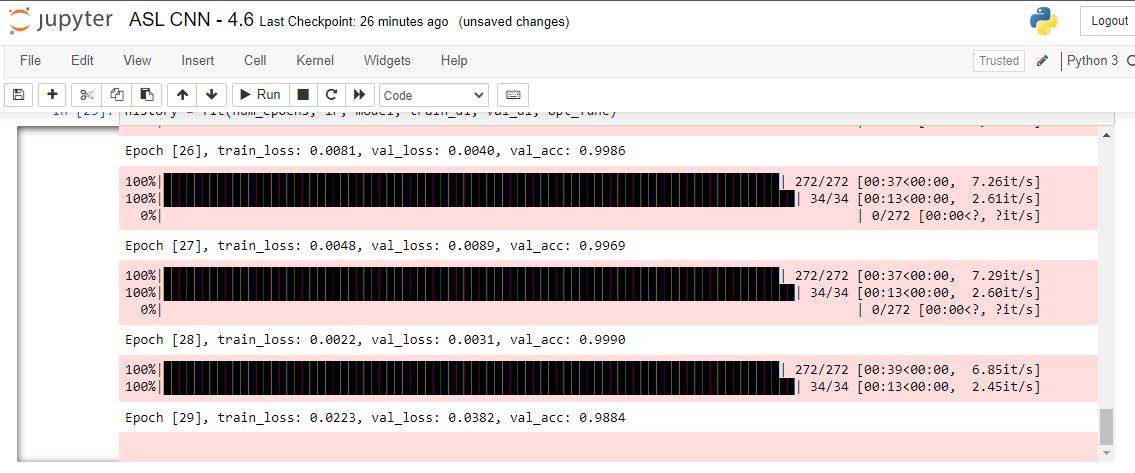 jupyter ASL CNN - 4.6 Last Checkpoint: 26 minutes ago (unsaved changes) Logout
File Edit View Insert Cell Kernel Widgets Help Trusted Python 3
Run Code
In [29]: history = fit(num_epochs, lr, model, train_dl, val_dl, opt_func)
Epoch [26], train_loss: 0.0081, val_loss: 0.0040, val_acc: 0.9986
100%| | 272/272 [00:37<00:00, 7.26it/s]
100%| | 34/34 [00:13<00:00, 2.61it/s]
0%| | 0/272 [00:00<?, ?it/s]
Epoch [27], train_loss: 0.0048, val_loss: 0.0089, val_acc: 0.9969
100%| | 272/272 [00:37<00:00, 7.29it/s]
100%| | 34/34 [00:13<00:00, 2.60it/s]
0%| | 0/272 [00:00<?, ?it/s]
Epoch [28], train_loss: 0.0022, val_loss: 0.0031, val_acc: 0.9990
100%| | 272/272 [00:39<00:00, 6.85it/s]
100%| | 34/34 [00:13<00:00, 2.45it/s]
Epoch [29], train_loss: 0.0223, val_loss: 0.0382, val_acc: 0.9884